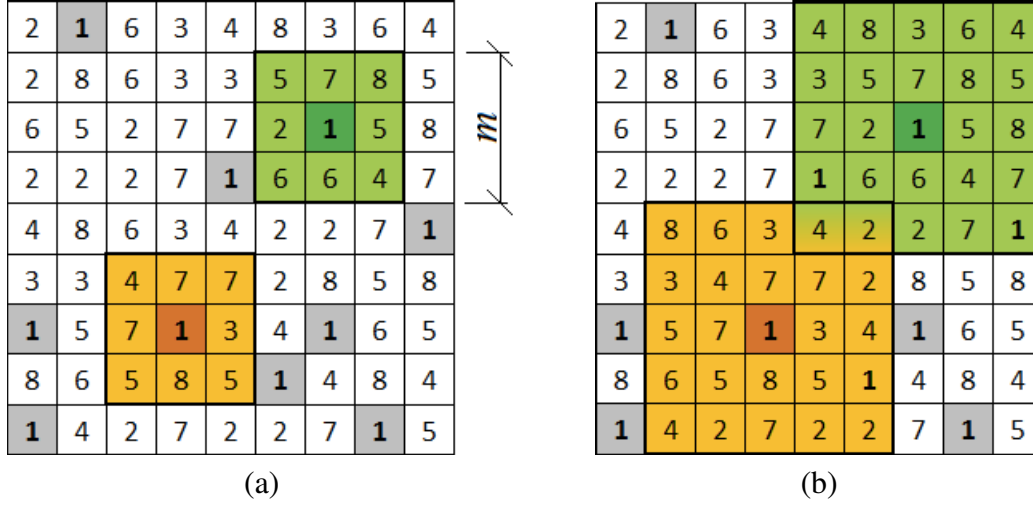 2 1 6 3 4 8 3 6 4 2 1 6 3 4 8 3 6 4
2 8 6 3 3 5 7 8 5 2 8 6 3 3 5 7 8 5
6 5 2 7 7 2 1 5 8 m 6 5 2 7 7 2 1 5 8
2 2 2 7 1 6 6 4 7 2 2 2 7 1 6 6 4 7
4 8 6 3 4 2 2 7 1 4 8 6 3 4 2 2 7 1
3 3 4 7 7 2 8 5 8 3 3 4 7 7 2 8 5 8
1 5 7 1 3 4 1 6 5 1 5 7 1 3 4 1 6 5
8 6 5 8 5 1 4 8 4 8 6 5 8 5 1 4 8 4
1 4 2 7 2 2 7 1 5 1 4 2 7 2 2 7 1 5
(a) (b)